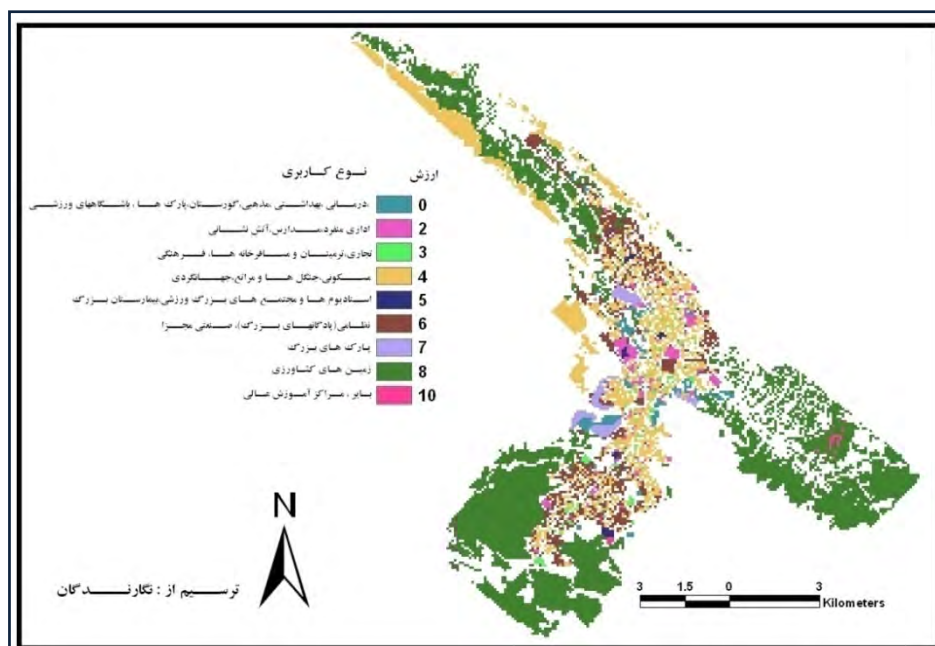 نوع کاربری ارزش
درمانی ,بهداشتی ,مذهبی,گورستان,پارک ها ، باشگاههای ورزشی 0
اداری منفرد,مدارس,آتش نشانی 2
تجاری,ترمینان و مسافرخانه ها، فرهنگی 3
مسکونی,جنگل ها و مراتع,جهانگردی 4
استادیوم ها و مجتمع های بزرگ ورزشی,بیمارستان بزرگ 5
نظامی(پادگانهای بزرگ)، صنعتی مجزا 6
پارک های بزرگ 7
زمین های کشاورزی 8
بایر ، مراکز آموزش عالی 10
N
ترسیم از : نگارندگان
3 1.5 0 3
Kilometers